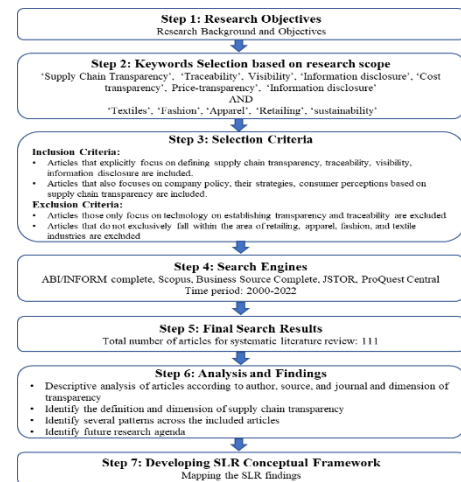 Step 1: Research Objectives
Research Background and Objectives
Step 2: Keywords Selection based on research scope
‘Supply Chain Transparency’, ‘Traceability, Visibility’, ‘Information disclosure’, ‘Cost
transparency’, Price-transparency’, ‘Information disclosure’
AND
‘Textiles’, ‘Fashion’, ‘Apparel’, ‘Retailing’, ‘sustainability’
Step 3: Selection Criteria
Inclusion Criteria:
• Articles that explicitly focus on defining supply chain transparency, traceability, visibility,
information disclosure are included.
• Articles that also focuses on company policy, their strategies, consumer perceptions based on
supply chain transparency are included.
Exclusion Criteria:
• Articles those only focus on technology on establishing transparency and traceability are excluded
• Articles that do not exclusively fall within the area of retailing, apparel, fashion, and textile
industries are excluded
Step 4: Search Engines
ABI/INFORM complete, Scopus, Business Source Complete, JSTOR, ProQuest Central
Time period: 2000-2022
Step 5: Final Search Results
Total number of articles for systematic literature review: 111
Step 6: Analysis and Findings
• Descriptive analysis of articles according to author, source, and journal and dimension of
transparency
• Identify the definition and dimension of supply chain transparency
• Identify several patterns across the included articles
• Identify future research agenda
Step 7: Developing SLR Conceptual Framework
Mapping the SLR findings